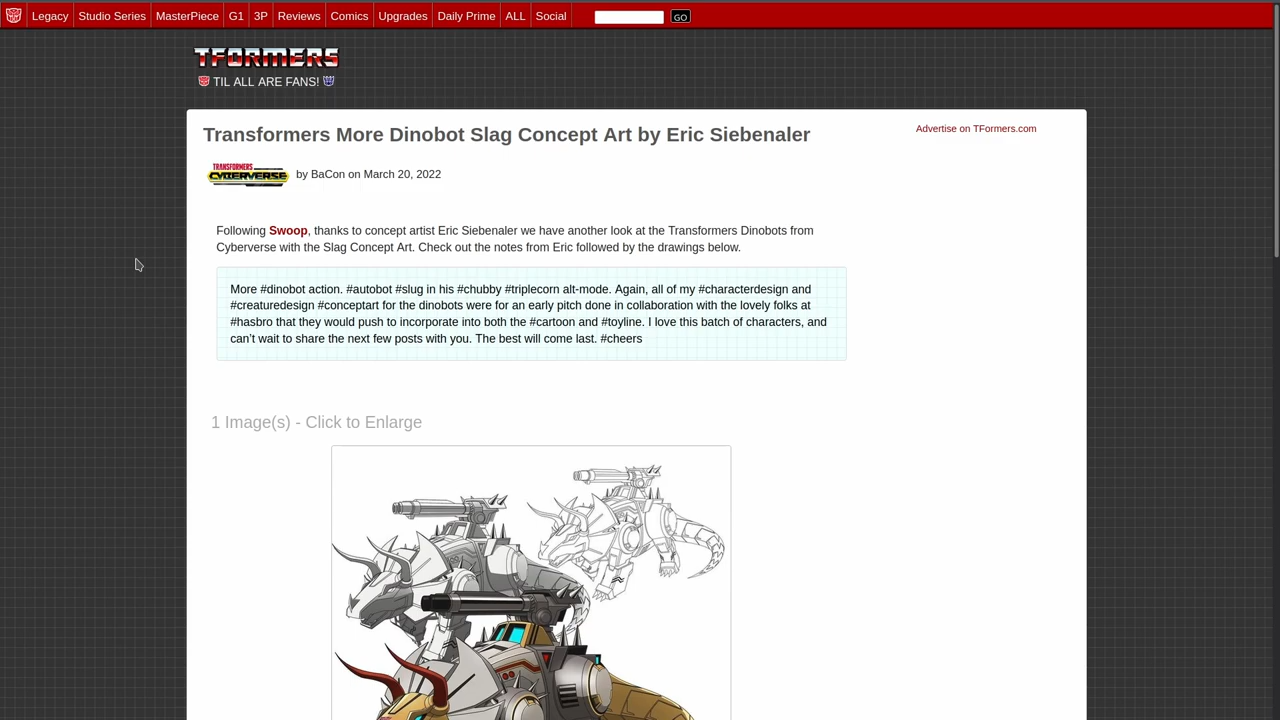 Legacy Studio Series MasterPiece G1 3P Reviews Comics Upgrades Daily Prime ALL Social GO
TFORMERS
TIL ALL ARE FANS!
Transformers More Dinobot Slag Concept Art by Eric Siebenaler
Advertise on TFormers.com
TRANSFORMERS
CYBERVERSE
by BaCon on March 20, 2022
Following Swoop, thanks to concept artist Eric Siebenaler we have another look at the Transformers Dinobots from
Cyberverse with the Slag Concept Art. Check out the notes from Eric followed by the drawings below.
More #dinobot action. #autobot #slug in his #chubby #triplecorn alt-mode. Again, all of my #characterdesign and
#creaturedesign #conceptart for the dinobots were for an early pitch done in collaboration with the lovely folks at
#hasbro that they would push to incorporate into both the #cartoon and #toyline. I love this batch of characters, and
can’t wait to share the next few posts with you. The best will come last. #cheers
1 Image(s) - Click to Enlarge